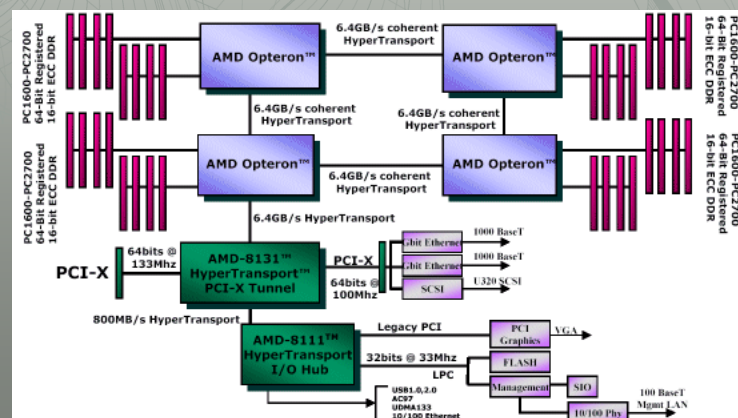 PC1600-PC2700
64-Bit Registered
16-bit ECC DDR
AMD Opteron™
6.4GB/s coherent
HyperTransport
AMD Opteron™
PC1600-PC2700
64-Bit Registered
16-bit ECC DDR
6.4GB/s coherent
HyperTransport
6.4GB/s coherent
HyperTransport
PC1600-PC2700
64-Bit Registered
16-bit ECC DDR
AMD Opteron™
6.4GB/s coherent
HyperTransport
AMD Opteron™
PC1600-PC2700
64-Bit Registered
16-bit ECC DDR
6.4GB/s HyperTransport
PCI-X
64bits @
133Mhz
AMD-8131™
HyperTransport™
PCI-X Tunnel
PCI-X
64bits @
100Mhz
Gbit Ethernet
1000 BaseT
Gbit Ethernet
1000 BaseT
SCSI
U320 SCSI
800MB/s HyperTransport
AMD-8111™
HyperTransport
I/O Hub
Legacy PCI
PCI
Graphics
VGA
32bits @ 33Mhz
LPC
FLASH
Management
SIO
10/100 Phy
100 BaseT
Mgmt LAN
USB1.0,2.0
AC97
UDMA133
10/100 Ethernet